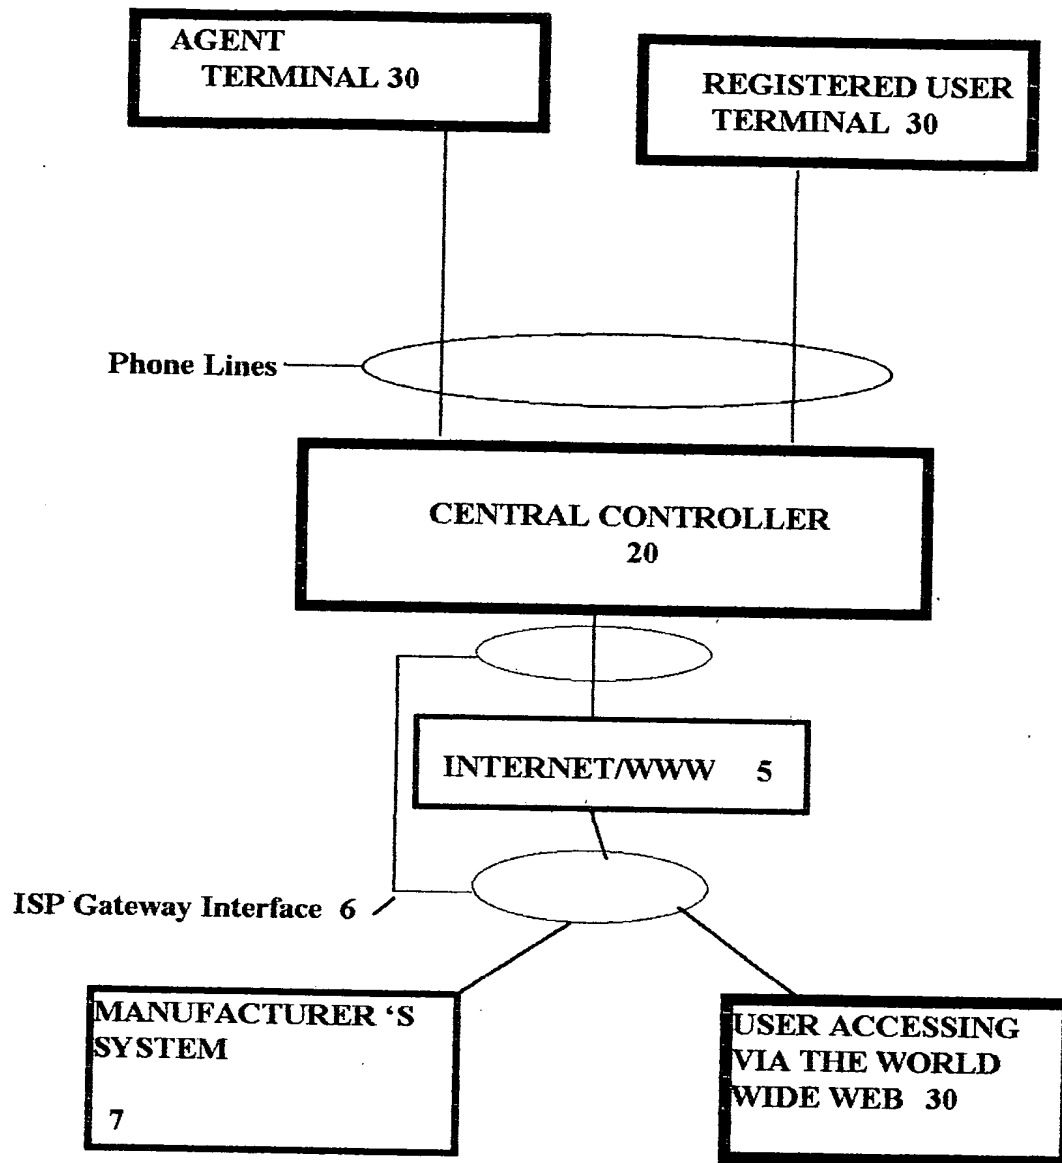 AGENT
TERMINAL 30
REGISTERED USER
TERMINAL 30
Phone Lines
CENTRAL CONTROLLER
20
INTERNET/WWW 5
ISP Gateway Interface 6
MANUFACTURER ‘S
SYSTEM
7
USER ACCESSING
VIA THE WORLD
WIDE WEB 30